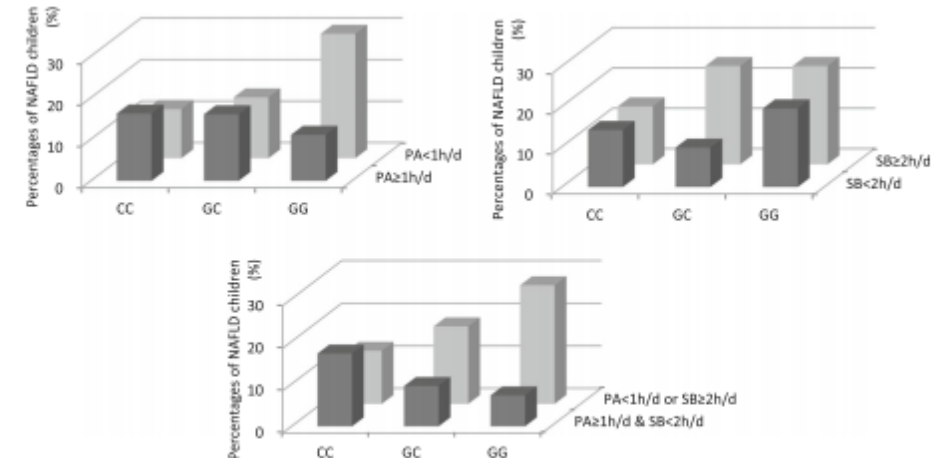 Percentages of NAFLD children
(%)
30
20
10
0
CC
GC
GG
PA<1h/d
PA≥1h/d
Percentages of NAFLD children
(%)
30
20
10
0
CC
GC
GG
SB≥2h/d
SB<2h/d
Percentages of NAFLD children
(%)
30
20
10
0
CC
GC
GG
PA<1h/d or SB≥2h/d
PA≥1h/d & SB<2h/d